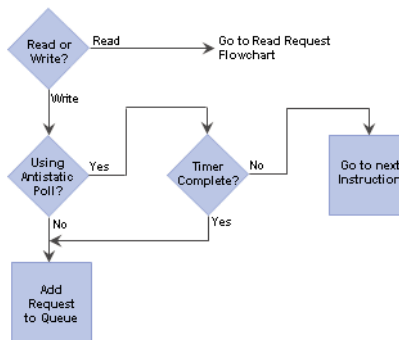 Read or
Write?
Read
Go to Read Request
Flowchart
Write
Using
Antistatic
Poll?
Yes
Timer
Complete?
No
Go to next
Instruction
No
Yes
Add
Request
to Queue